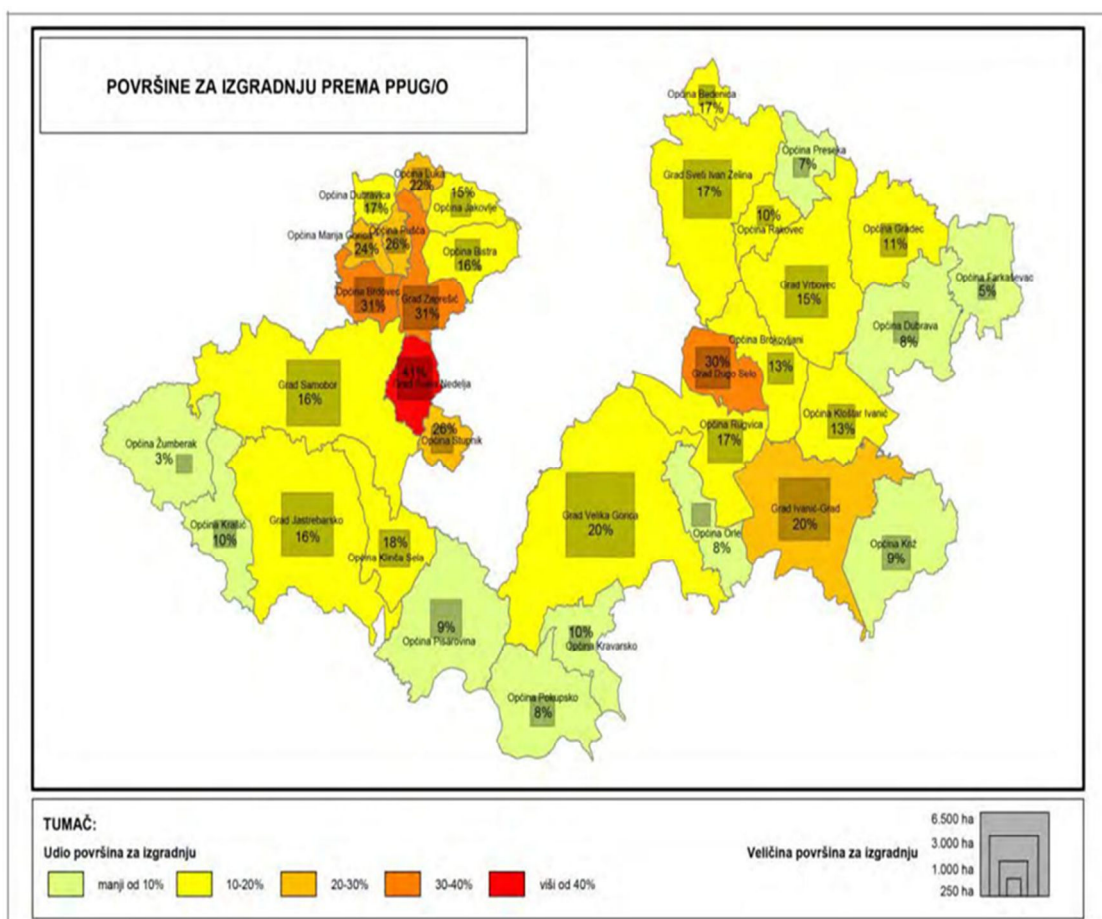 POVRŠINE ZA IZGRADNJU PREMA PPUG/O
Općina Bedenica
17%
Općina Preseka
7%
Grad Sveti Ivan Zelina
17%
10%
Općina Rakovec
Općina Gradec
11%
Općina Farkaševac
5%
Grad Vrbovec
15%
Općina Dubrava
8%
Općina Luka
22%
15%
Općina Jakovlje
Općina Dubravica
17%
Općina Marija Gorica
24%
Općina Pušća
26%
Općina Bistra
16%
Općina Brdovec
31%
Grad Zaprešić
31%
Općina Brckovljani
13%
30%
Grad Dugo Selo
41%
Grad Sveta Nedelja
Grad Samobor
16%
26%
Općina Stupnik
Općina Rugvica
17%
Općina Kloštar Ivanić
13%
Općina Žumberak
3%
Općina Krašić
10%
Grad Jastrebarsko
16%
18%
Općina Klinča Sela
Grad Velika Gorica
20%
Općina Orle
8%
Grad Ivanić-Grad
20%
Općina Križ
9%
9%
Općina Pisarovina
10%
Općina Kravarsko
Općina Pokupsko
8%
TUMAČ:
Udio površina za izgradnju
manji od 10%
10-20%
20-30%
30-40%
viši od 40%
Veličina površina za izgradnju
6.500 ha
3.000 ha
1.000 ha
250 ha